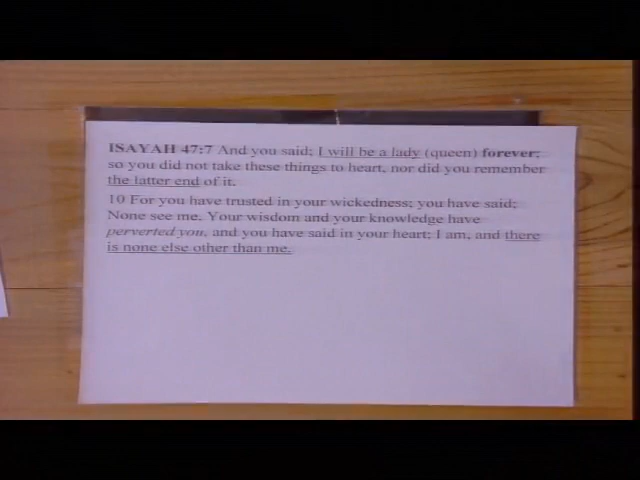 ISAYAH 47:7 And you said; I will be a lady (queen) forever;
so you did not take these things to heart, nor did you remember
the latter end of it.
10 For you have trusted in your wickedness; you have said;
None see me. Your wisdom and your knowledge have
perverted you, and you have said in your heart; I am, and there
is none else other than me.